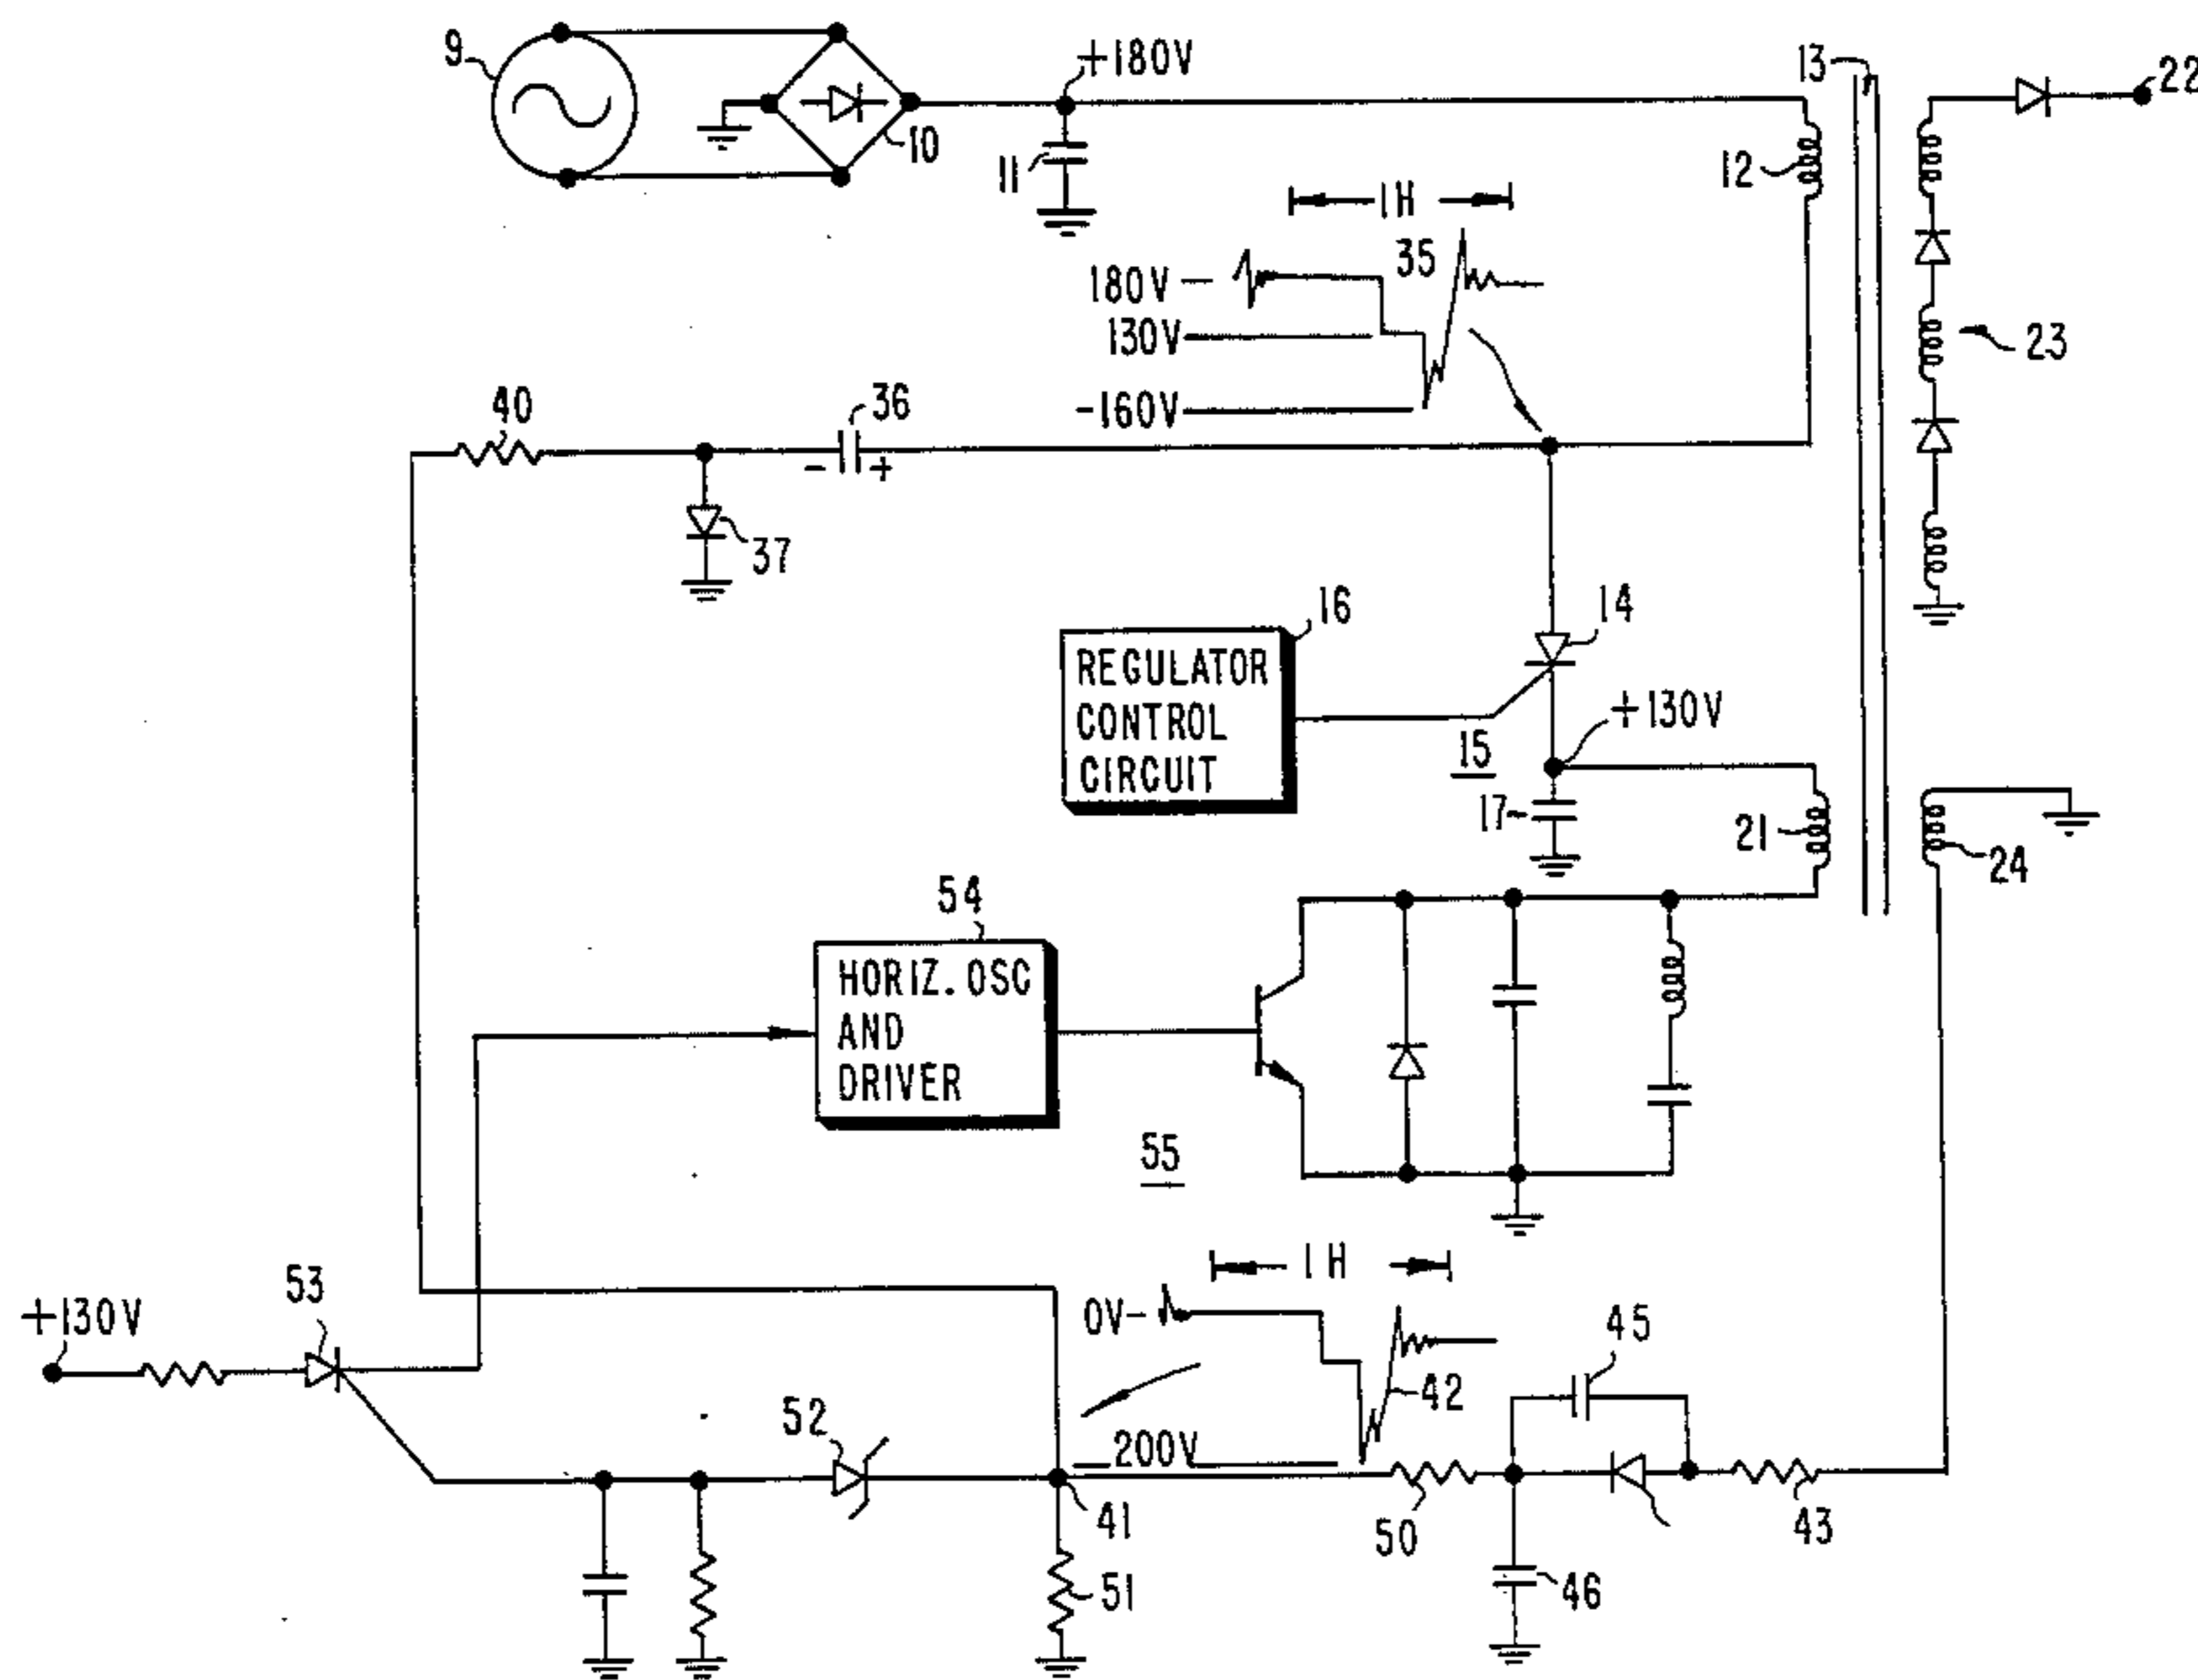 9
10
+180V
11
12
13
22
23
1H
35
180V
130V
-160V
40
36
- +
37
14
16
REGULATOR
CONTROL
CIRCUIT
15
+130V
17
21
24
54
HORIZ. OSC
AND
DRIVER
55
53
+130V
1H
0V-
42
45
52
-200V
41
50
43
51
46